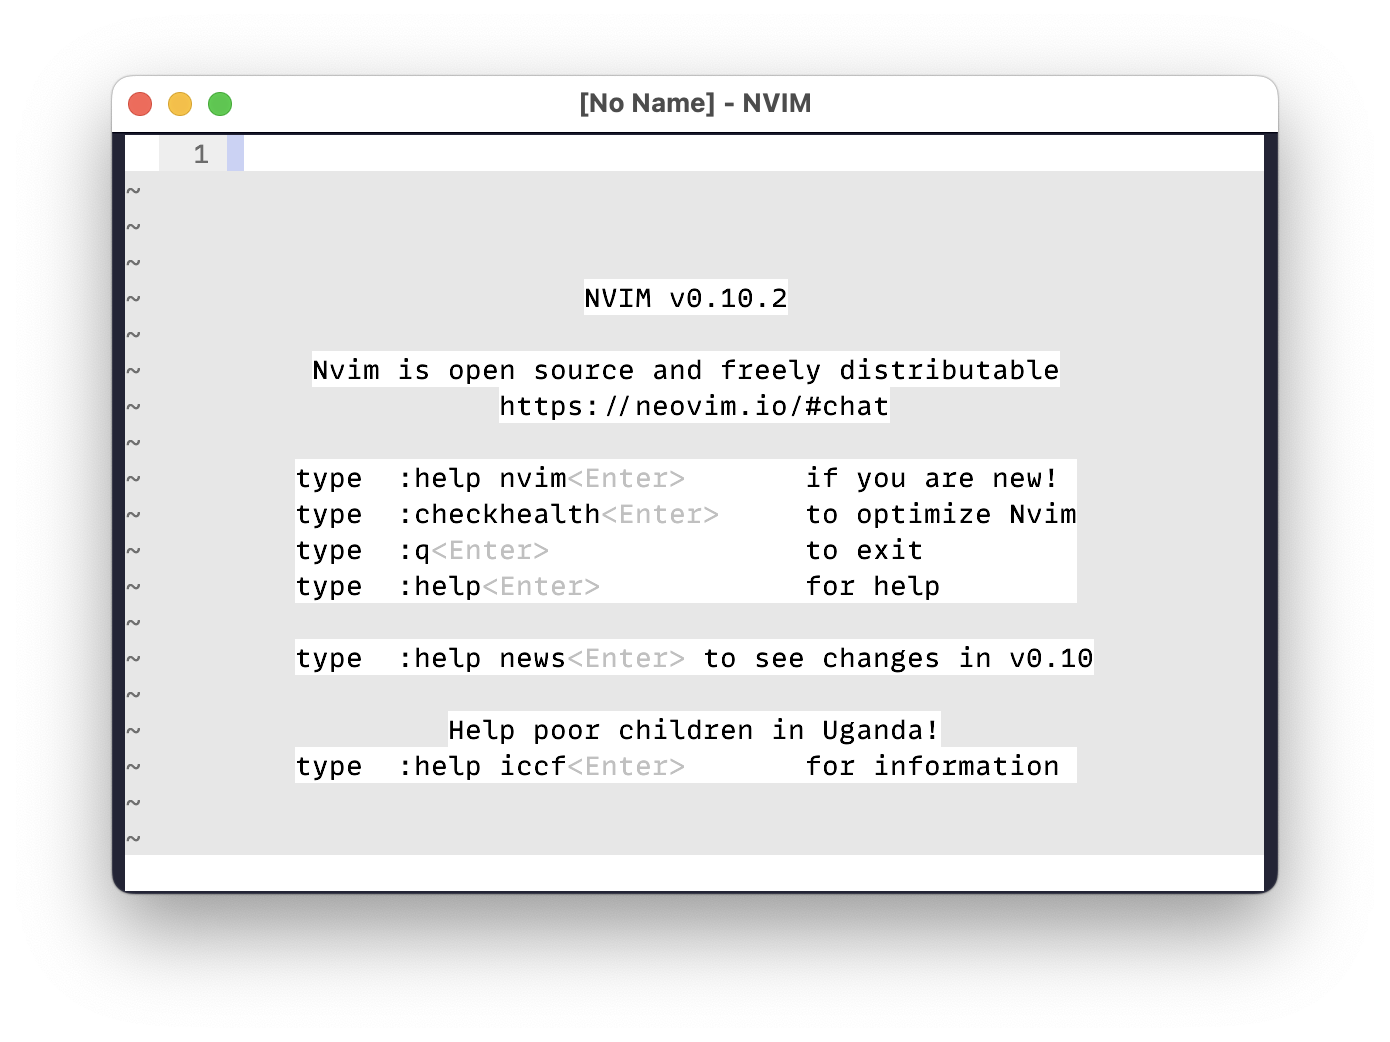 [No Name] - NVIM
1
~
~
~
~ NVIM v0.10.2
~
~ Nvim is open source and freely distributable
~ https://neovim.io/#chat
~
~ type  :help nvim<Enter>       if you are new!
~ type  :checkhealth<Enter>     to optimize Nvim
~ type  :q<Enter>               to exit
~ type  :help<Enter>            for help
~
~ type  :help news<Enter> to see changes in v0.10
~
~ Help poor children in Uganda!
~ type  :help iccf<Enter>       for information
~
~